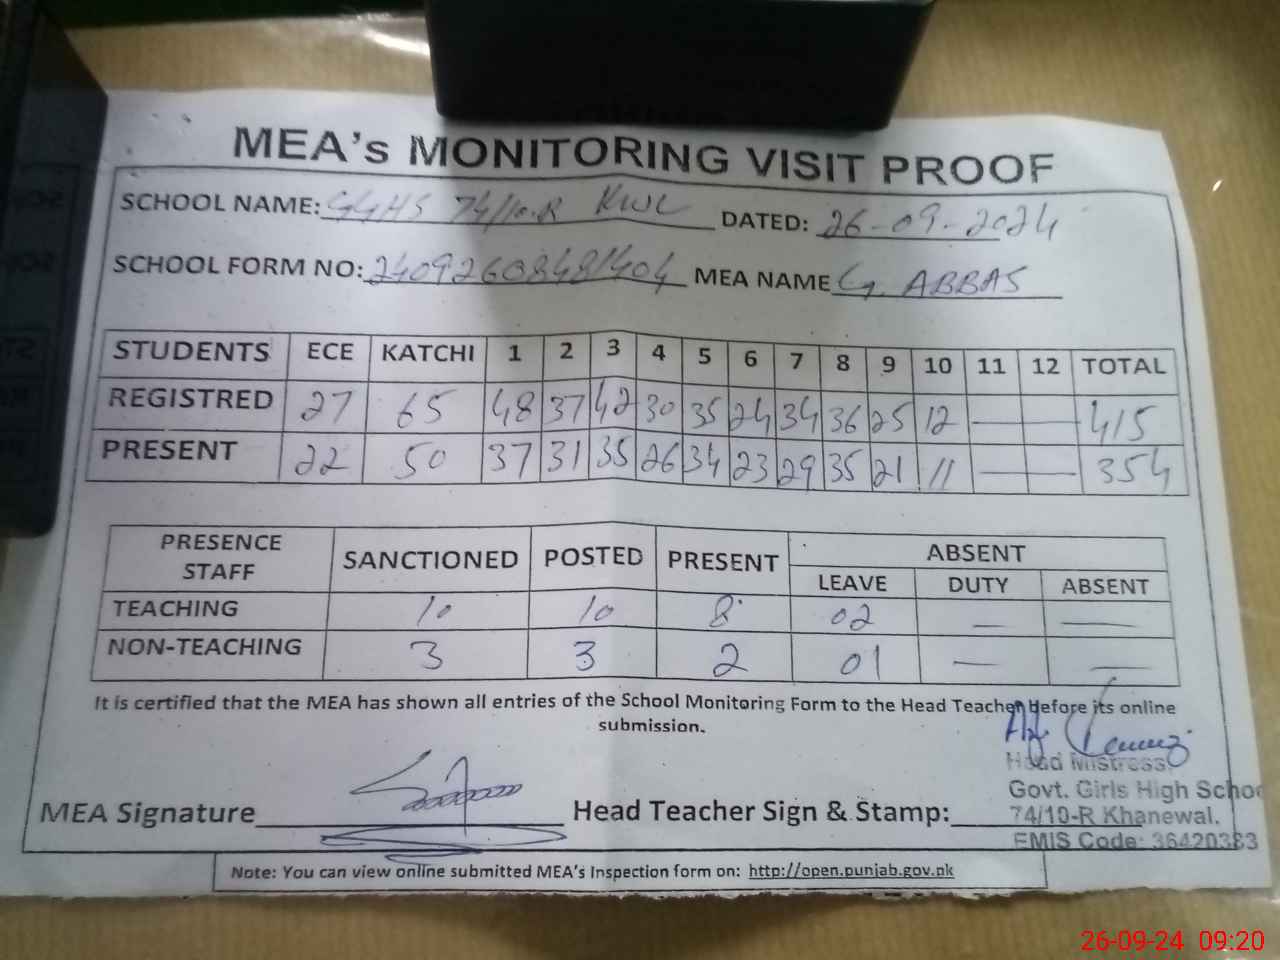 MEA's MONITORING VISIT PROOF
SCHOOL NAME: GGHS 74/10.R KWL DATED: 26-09-2024
SCHOOL FORM NO: 24092608481404 MEA NAME G. ABBAS
STUDENTS ECE KATCHI 1 2 3 4 5 6 7 8 9 10 11 12 TOTAL
REGISTRED 27 65 48 37 42 30 35 24 34 36 25 12 — — 415
PRESENT 22 50 37 31 35 26 34 23 29 35 21 11 — — 354
PRESENCE STAFF SANCTIONED POSTED PRESENT ABSENT
LEAVE DUTY ABSENT
TEACHING 10 10 8 02 — —
NON-TEACHING 3 3 2 01 — —
It is certified that the MEA has shown all entries of the School Monitoring Form to the Head Teacher before its online
submission.
Head Mistress
Govt. Girls High School
74/10-R Khanewal.
EMIS Code: 36420383
MEA Signature Head Teacher Sign & Stamp:
Note: You can view online submitted MEA's Inspection form on: http://open.punjab.gov.pk
26-09-24 09:20